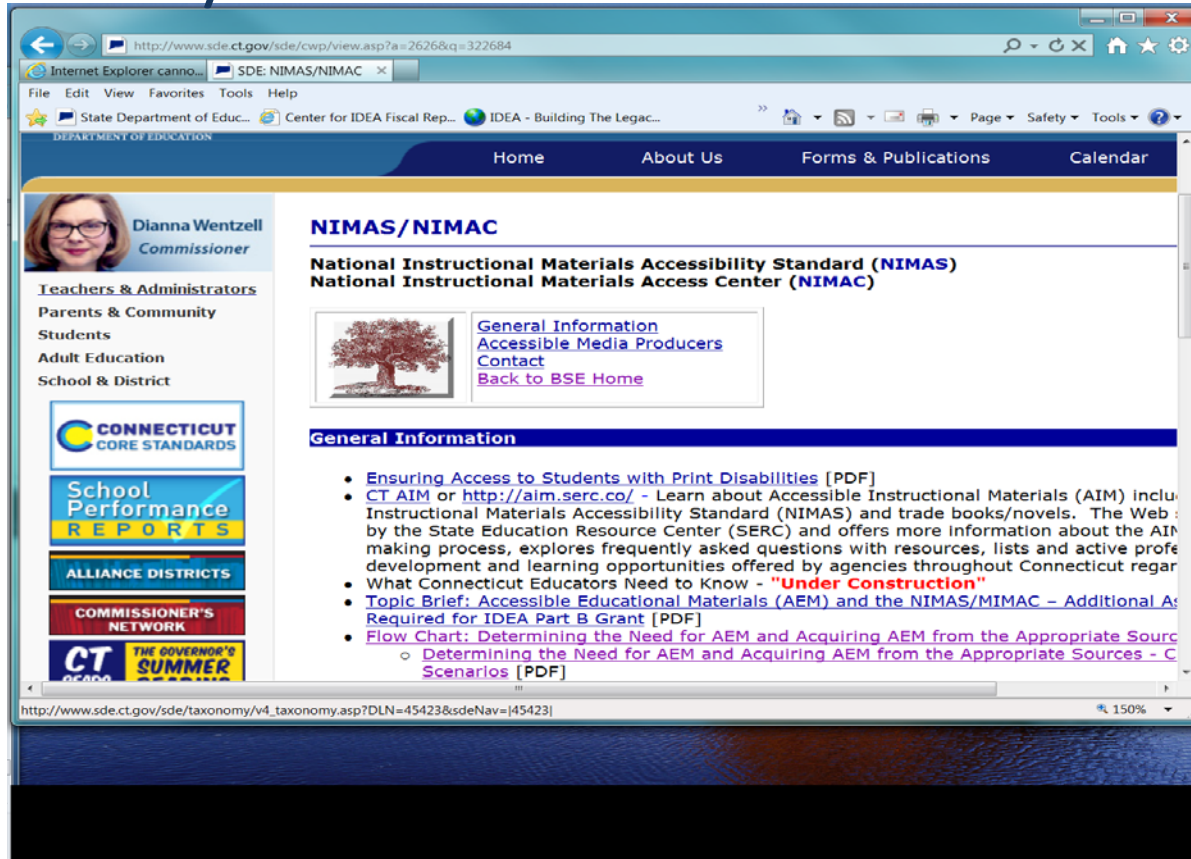 http://www.sde.ct.gov/sde/cwp/view.asp?a=2626&q=322684
Internet Explorer canno... SDE: NIMAS/NIMAC
File Edit View Favorites Tools Help
State Department of Educ... Center for IDEA Fiscal Rep... IDEA - Building The Legac... Page Safety Tools
DEPARTMENT OF EDUCATION
Home About Us Forms & Publications Calendar
Dianna Wentzell
Commissioner
Teachers & Administrators
Parents & Community
Students
Adult Education
School & District
CONNECTICUT
CORE STANDARDS
School
Performance
REPORTS
ALLIANCE DISTRICTS
COMMISSIONER'S
NETWORK
CT THE GOVERNOR'S
SUMMER
NIMAS/NIMAC
National Instructional Materials Accessibility Standard (NIMAS)
National Instructional Materials Access Center (NIMAC)
General Information
Accessible Media Producers
Contact
Back to BSE Home
General Information
Ensuring Access to Students with Print Disabilities [PDF]
CT AIM or http://aim.serc.co/ - Learn about Accessible Instructional Materials (AIM)
Instructional Materials Accessibility Standard (NIMAS) and trade books/novels. The Web
by the State Education Resource Center (SERC) and offers more information about the
making process, explores frequently asked questions with resources, lists and active
development and learning opportunities offered by agencies throughout Connecticut
What Connecticut Educators Need to Know - "Under Construction"
Topic Brief: Accessible Educational Materials (AEM) and the NIMAS/MIMAC – Additional
Required for IDEA Part B Grant [PDF]
Flow Chart: Determining the Need for AEM and Acquiring AEM from the Appropriate
Determining the Need for AEM and Acquiring AEM from the Appropriate Sources -
Scenarios [PDF]
http://www.sde.ct.gov/sde/taxonomy/v4_taxonomy.asp?DLN=45423&sdeNav=|45423| 150%